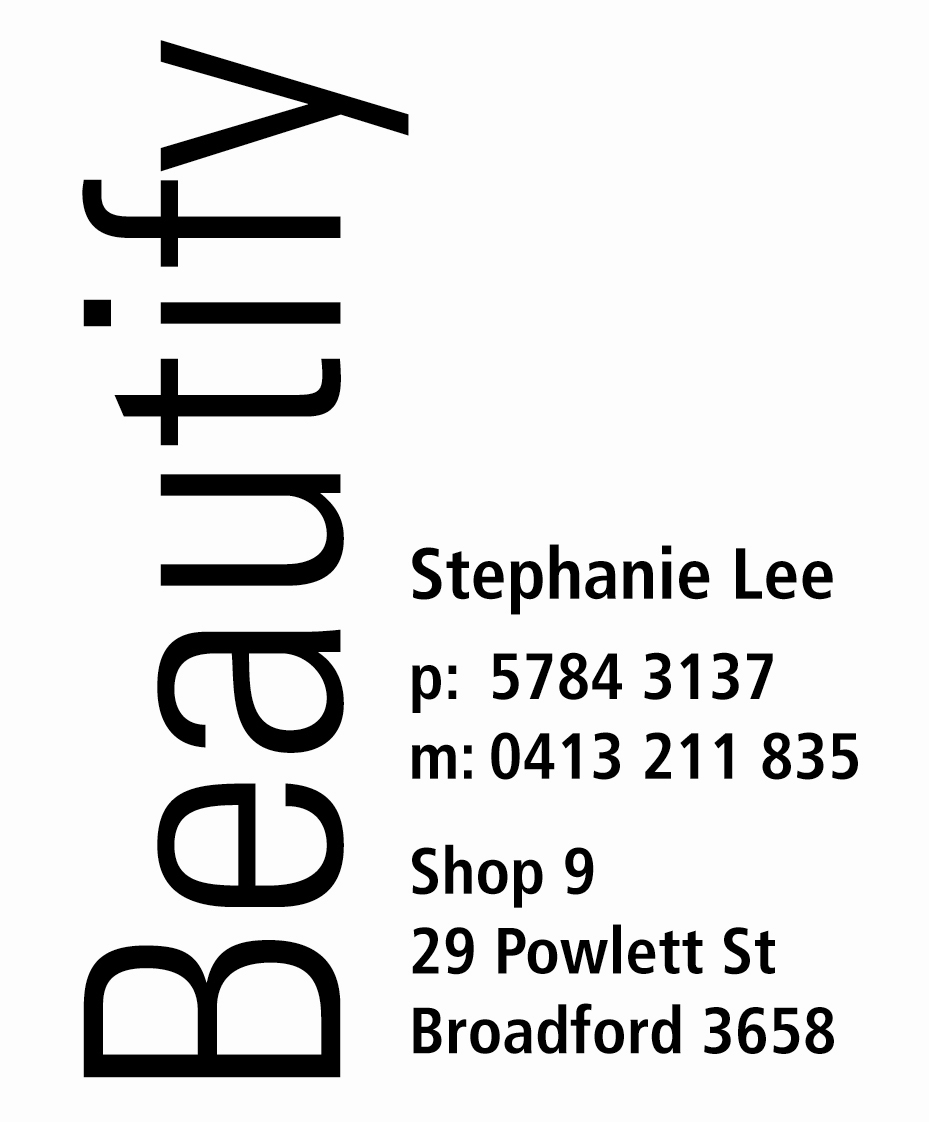 Beautify
Stephanie Lee
p: 5784 3137
m: 0413 211 835
Shop 9
29 Powlett St
Broadford 3658